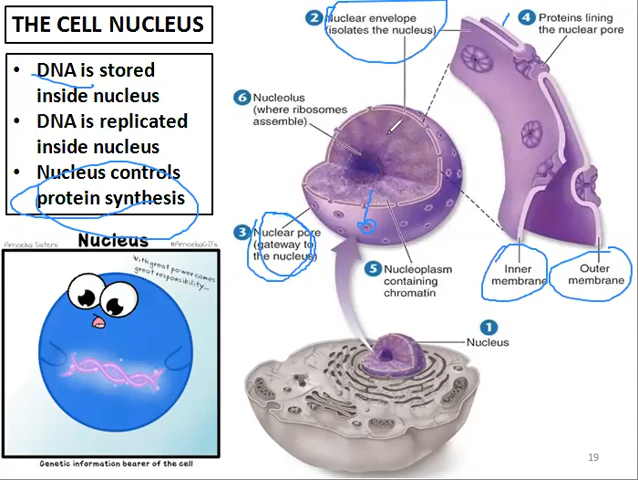 THE CELL NUCLEUS
• DNA is stored
inside nucleus
• DNA is replicated
inside nucleus
• Nucleus controls
protein synthesis
Amoeba Sisters
#AmoebaGIFs
Nucleus
With great power comes
great responsibility...
Genetic information bearer of the cell
2 Nuclear envelope
(isolates the nucleus)
4 Proteins lining
the nuclear pore
6 Nucleolus
(where ribosomes
assemble)
3 Nuclear pore
(gateway to
the nucleus)
5 Nucleoplasm
containing
chromatin
Inner
membrane
Outer
membrane
1
Nucleus
19